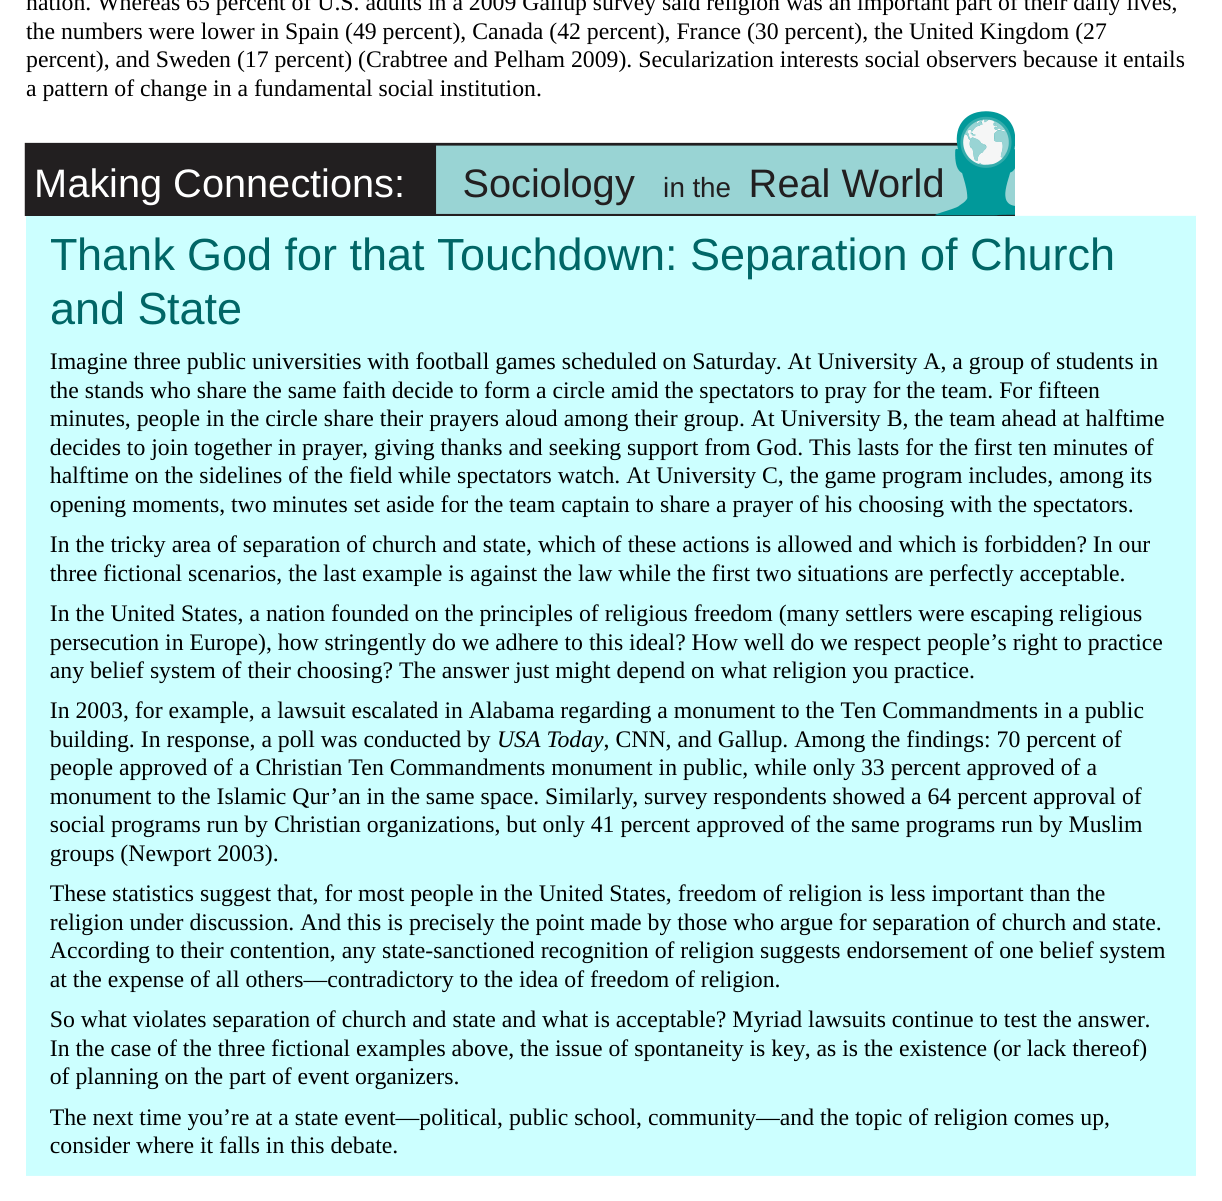 nation. Whereas 65 percent of U.S. adults in a 2009 Gallup survey said religion was an important part of their daily lives,
the numbers were lower in Spain (49 percent), Canada (42 percent), France (30 percent), the United Kingdom (27
percent), and Sweden (17 percent) (Crabtree and Pelham 2009). Secularization interests social observers because it entails
a pattern of change in a fundamental social institution.
Making Connections: Sociology in the Real World
Thank God for that Touchdown: Separation of Church
and State
Imagine three public universities with football games scheduled on Saturday. At University A, a group of students in
the stands who share the same faith decide to form a circle amid the spectators to pray for the team. For fifteen
minutes, people in the circle share their prayers aloud among their group. At University B, the team ahead at halftime
decides to join together in prayer, giving thanks and seeking support from God. This lasts for the first ten minutes of
halftime on the sidelines of the field while spectators watch. At University C, the game program includes, among its
opening moments, two minutes set aside for the team captain to share a prayer of his choosing with the spectators.
In the tricky area of separation of church and state, which of these actions is allowed and which is forbidden? In our
three fictional scenarios, the last example is against the law while the first two situations are perfectly acceptable.
In the United States, a nation founded on the principles of religious freedom (many settlers were escaping religious
persecution in Europe), how stringently do we adhere to this ideal? How well do we respect people’s right to practice
any belief system of their choosing? The answer just might depend on what religion you practice.
In 2003, for example, a lawsuit escalated in Alabama regarding a monument to the Ten Commandments in a public
building. In response, a poll was conducted by USA Today, CNN, and Gallup. Among the findings: 70 percent of
people approved of a Christian Ten Commandments monument in public, while only 33 percent approved of a
monument to the Islamic Qur’an in the same space. Similarly, survey respondents showed a 64 percent approval of
social programs run by Christian organizations, but only 41 percent approved of the same programs run by Muslim
groups (Newport 2003).
These statistics suggest that, for most people in the United States, freedom of religion is less important than the
religion under discussion. And this is precisely the point made by those who argue for separation of church and state.
According to their contention, any state-sanctioned recognition of religion suggests endorsement of one belief system
at the expense of all others—contradictory to the idea of freedom of religion.
So what violates separation of church and state and what is acceptable? Myriad lawsuits continue to test the answer.
In the case of the three fictional examples above, the issue of spontaneity is key, as is the existence (or lack thereof)
of planning on the part of event organizers.
The next time you’re at a state event—political, public school, community—and the topic of religion comes up,
consider where it falls in this debate.